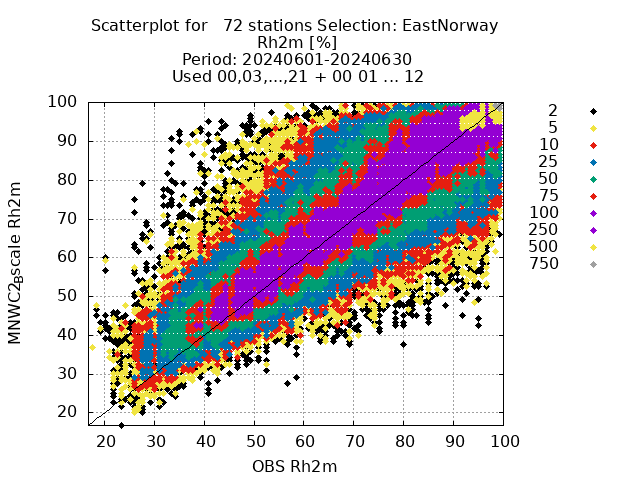 Scatterplot for   72 stations Selection: EastNorway
Rh2m [%]
Period: 20240601-20240630
Used 00,03,...,21 + 00 01 ... 12
100
90
80
70
60
50
40
30
20
MNWC2Bscale Rh2m
20 30 40 50 60 70 80 90 100
OBS Rh2m
2
5
10
25
50
75
100
250
500
750